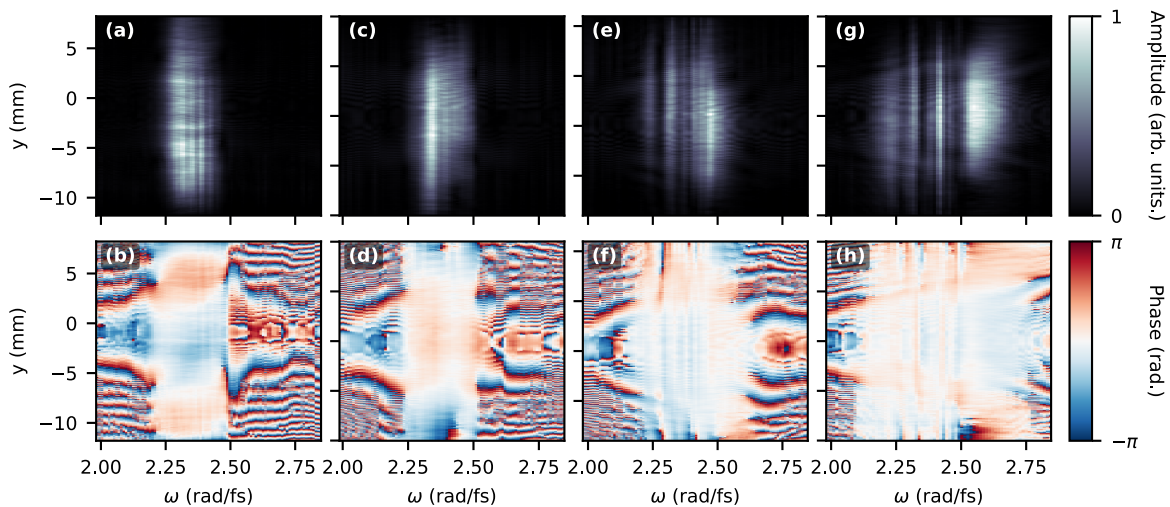 (a) (c) (e) (g)
5
0
−5
−10
y (mm)
1
0
Amplitude (arb. units.)
(b) (d) (f) (h)
5
0
−5
−10
y (mm)
π
−π
Phase (rad.)
2.00 2.25 2.50 2.75 2.00 2.25 2.50 2.75 2.00 2.25 2.50 2.75 2.00 2.25 2.50 2.75
ω (rad/fs) ω (rad/fs) ω (rad/fs) ω (rad/fs)